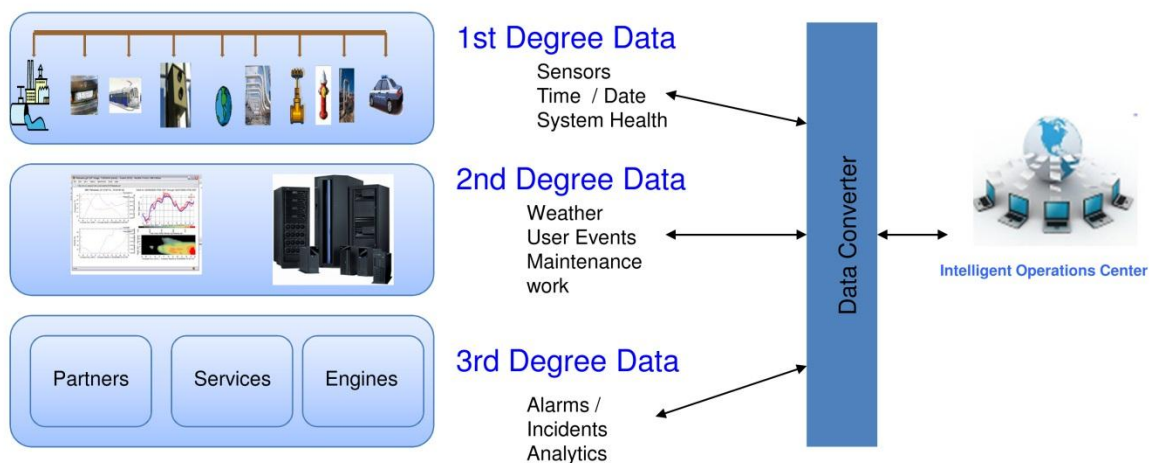 1st Degree Data
Sensors
Time / Date
System Health
2nd Degree Data
Weather
User Events
Maintenance
work
Partners
Services
Engines
3rd Degree Data
Alarms /
Incidents
Analytics
Data Converter
Intelligent Operations Center